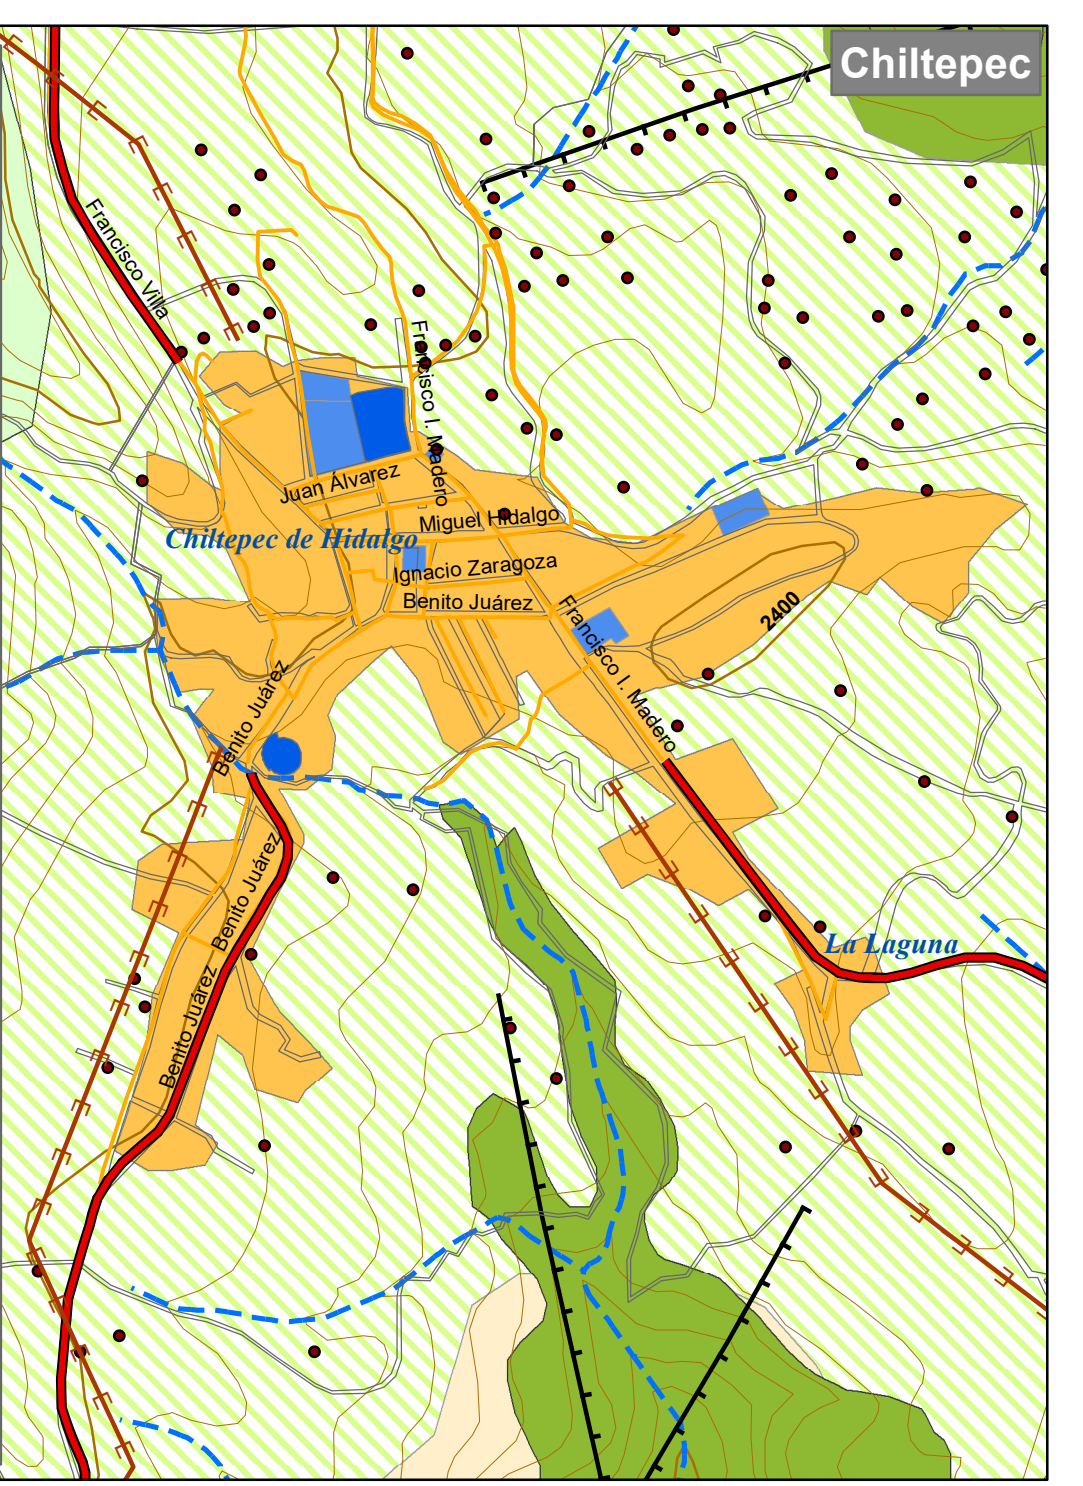 Chiltepec
Francisco Villa
Francisco I. Madero
Juan Álvarez
Miguel Hidalgo
Chiltepec de Hidalgo
Ignacio Zaragoza
Benito Juárez
Francisco I. Madero
2400
Benito Juárez
Benito Juárez
La Laguna
Benito Juárez